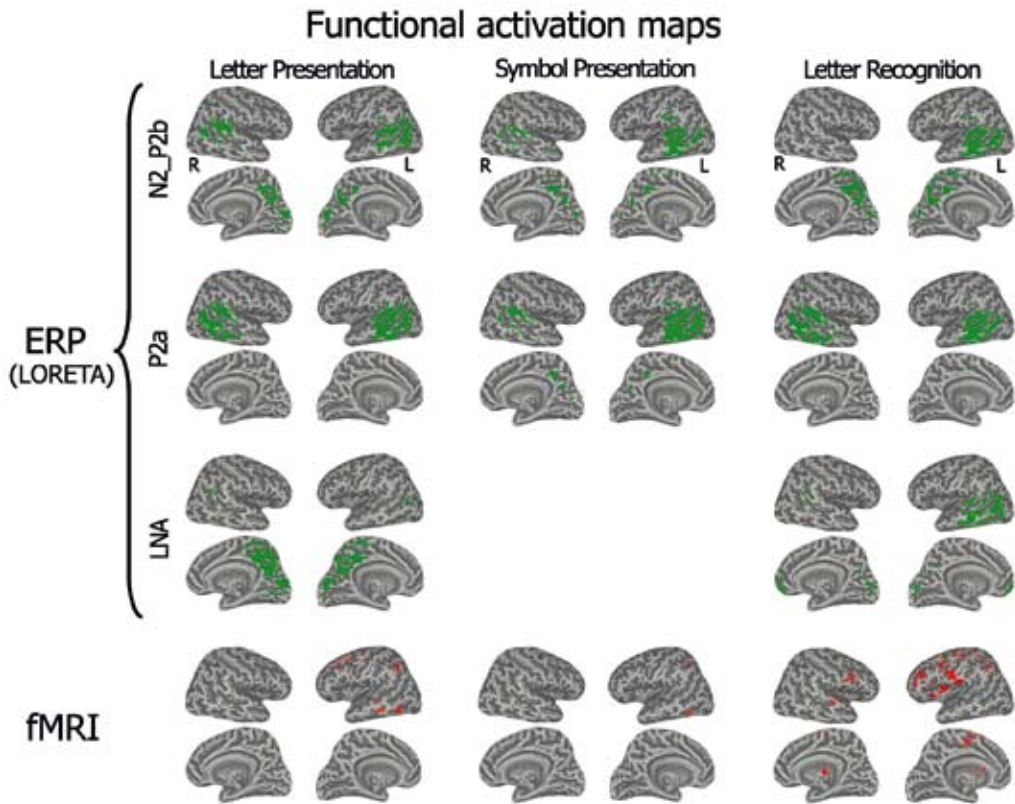 Functional activation maps
Letter Presentation
Symbol Presentation
Letter Recognition
N2_P2b
R
L
R
L
R
L
ERP
(LORETA)
P2a
LNA
fMRI